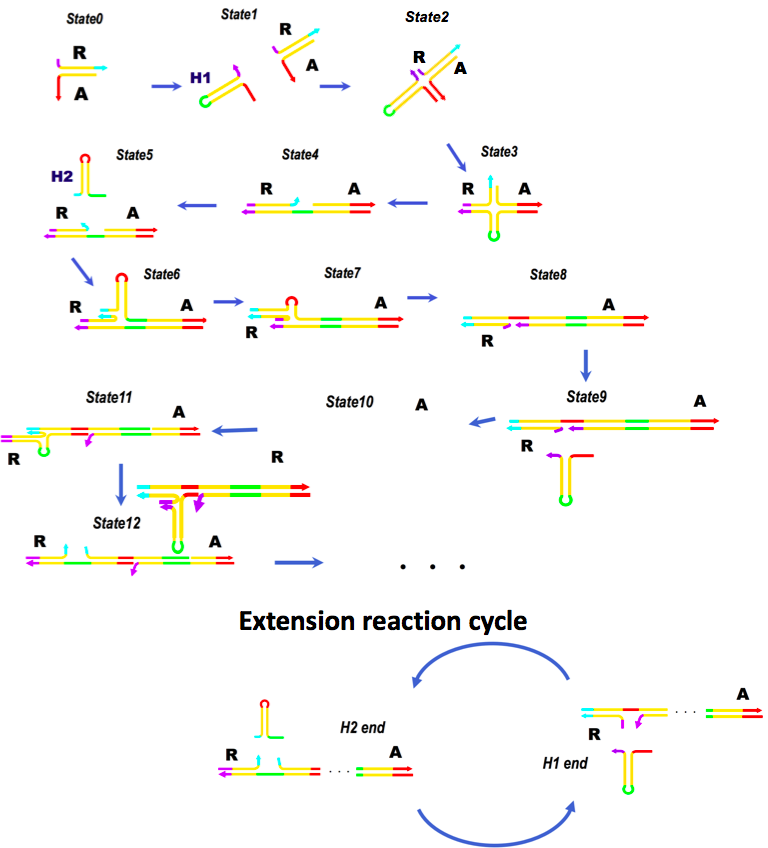 State0
R
A
State1
H1
R
A
State2
R
A
State3
R
A
State4
R
A
State5
H2
R
A
State6
R
A
State7
A
R
State8
A
R
State9
A
R
State10
A
R
State11
A
R
State12
R
A
. . .
Extension reaction cycle
H2 end
R
A
. . .
A
. . .
R
H1 end